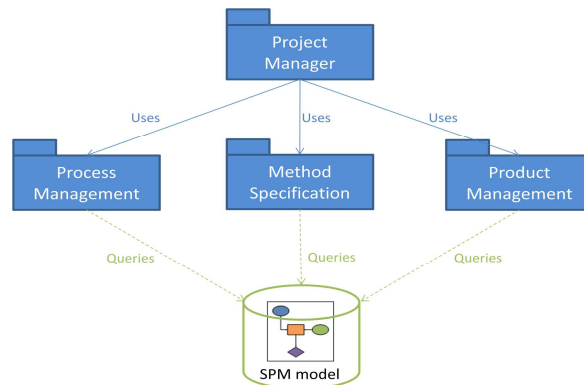 Project
Manager
Uses
Uses
Uses
Process
Management
Method
Specification
Product
Management
Queries
Queries
Queries
SPM model